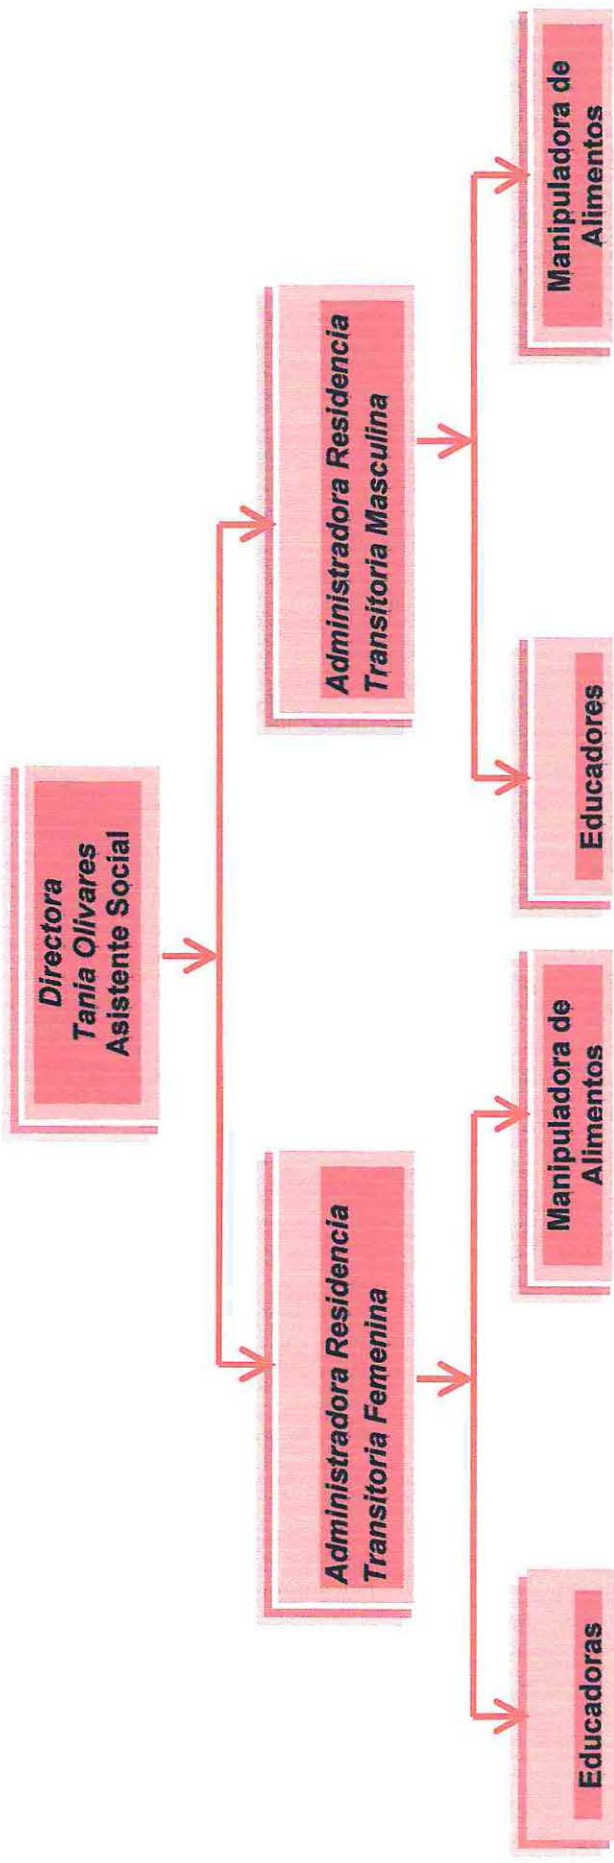 Directora
Tania Olivares
Asistente Social
Administradora Residencia
Transitoria Femenina
Administradora Residencia
Transitoria Masculina
Educadoras
Manipuladora de
Alimentos
Educadores
Manipuladora de
Alimentos